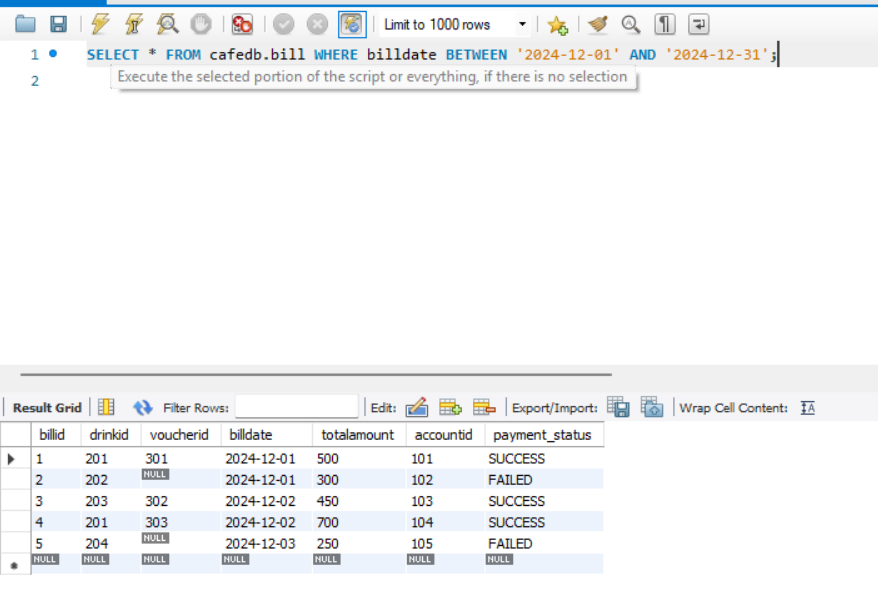 Limit to 1000 rows
1 SELECT * FROM cafedb.bill WHERE billdate BETWEEN '2024-12-01' AND '2024-12-31';
Execute the selected portion of the script or everything, if there is no selection
2
Result Grid Filter Rows: Edit: Export/Import: Wrap Cell Content: IA
billid drinkid voucherid billdate totalamount accountid payment_status
1 201 301 2024-12-01 500 101 SUCCESS
2 202 NULL 2024-12-01 300 102 FAILED
3 203 302 2024-12-02 450 103 SUCCESS
4 201 303 2024-12-02 700 104 SUCCESS
5 204 NULL 2024-12-03 250 105 FAILED
NULL NULL NULL NULL NULL NULL NULL